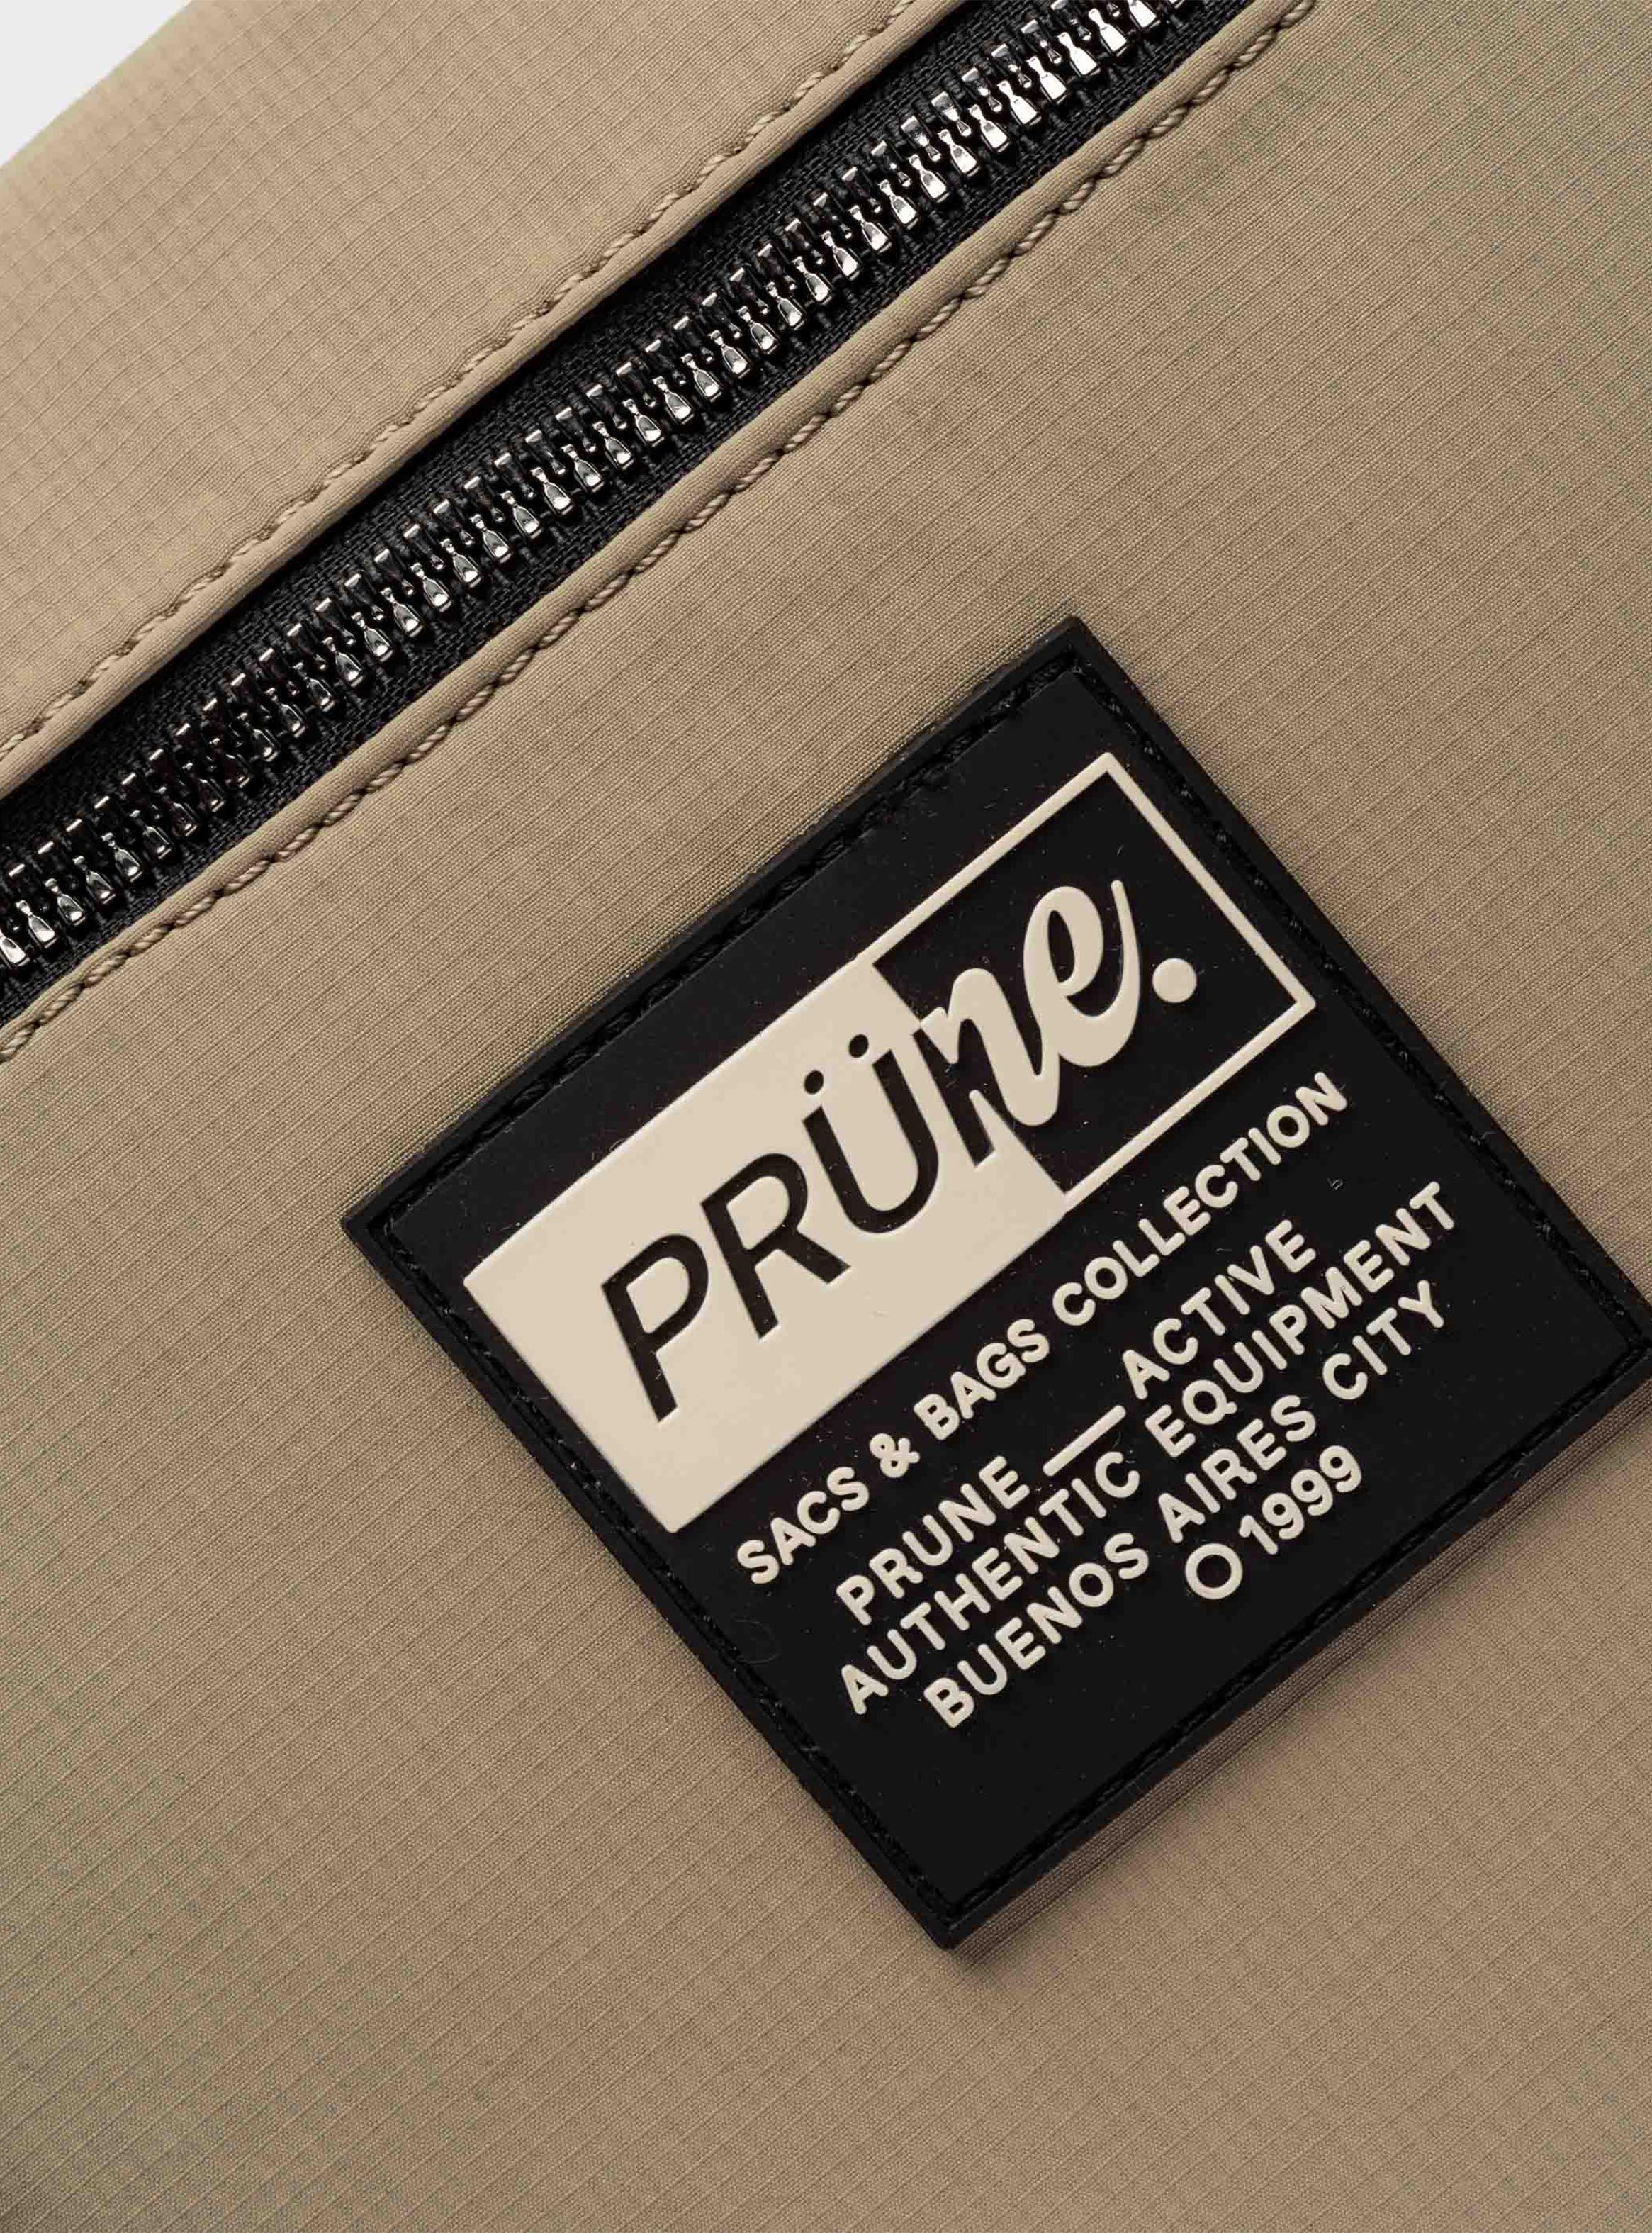 PRÜne.
SACS & BAGS COLLECTION
PRUNE — ACTIVE
AUTHENTIC EQUIPMENT
BUENOS AIRES CITY
O 1999